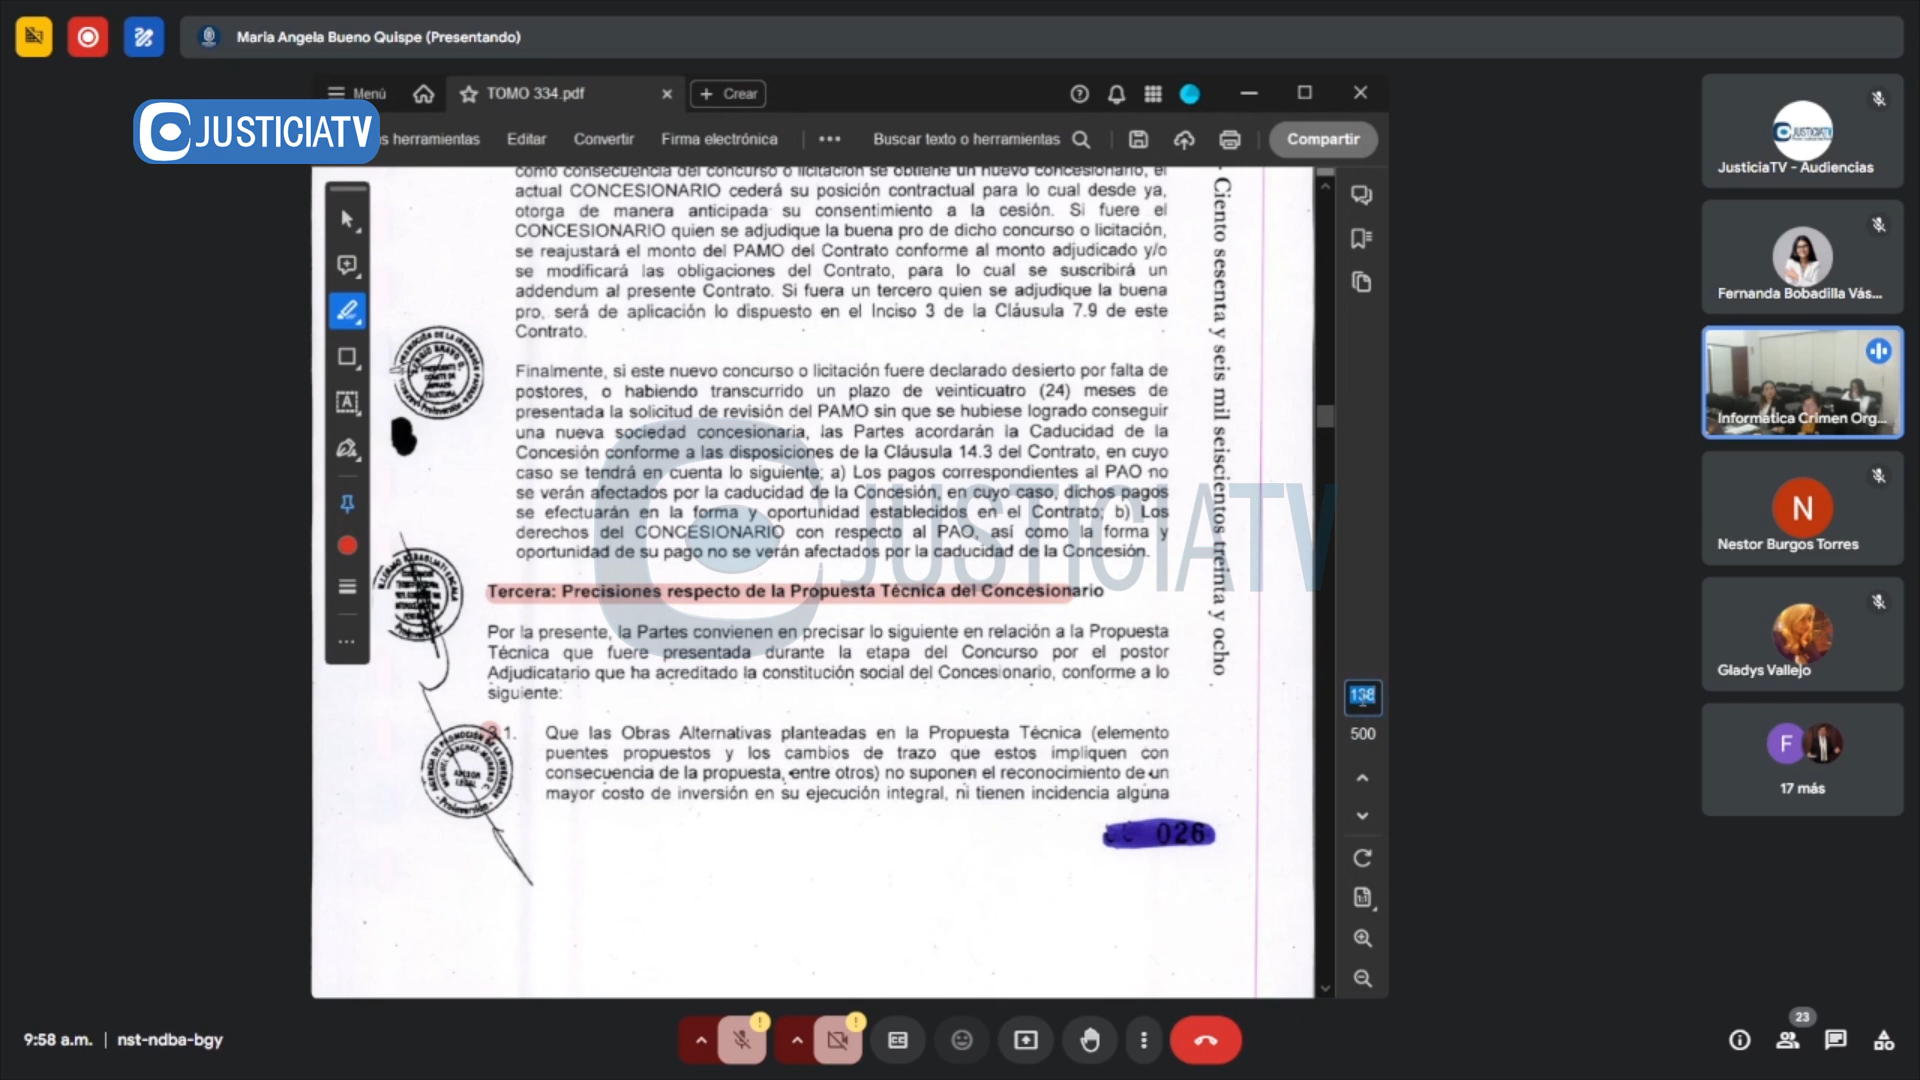 Maria Angela Bueno Quispe (Presentando)
Menú
TOMO 334.pdf
Crear
JUSTICIATV
s herramientas
Editar
Convertir
Firma electrónica
Buscar texto o herramientas
Compartir
como consecuencia del concurso o licitación se obtiene un nuevo concesionario, el
actual CONCESIONARIO cederá su posición contractual para lo cual desde ya,
otorga de manera anticipada su consentimiento a la cesión. Si fuere el
CONCESIONARIO quien se adjudique la buena pro de dicho concurso o licitación,
se reajustará el monto del PAMO del Contrato conforme al monto adjudicado y/o
se modificará las obligaciones del Contrato, para lo cual se suscribirá un
addendum al presente Contrato. Si fuera un tercero quien se adjudique la buena
pro, será de aplicación lo dispuesto en el Inciso 3 de la Cláusula 7.9 de este
Contrato.
Finalmente, si este nuevo concurso o licitación fuere declarado desierto por falta de
postores, o habiendo transcurrido un plazo de veinticuatro (24) meses de
presentada la solicitud de revisión del PAMO sin que se hubiese logrado conseguir
una nueva sociedad concesionaria, las Partes acordarán la Caducidad de la
Concesión conforme a las disposiciones de la Cláusula 14.3 del Contrato, en cuyo
caso se tendrá en cuenta lo siguiente; a) Los pagos correspondientes al PAO no
se verán afectados por la caducidad de la Concesión, en cuyo caso, dichos pagos
se efectuarán en la forma y oportunidad establecidos en el Contrato; b) Los
derechos del CONCESIONARIO con respecto al PAO, así como la forma y
oportunidad de su pago no se verán afectados por la caducidad de la Concesión.
Tercera: Precisiones respecto de la Propuesta Técnica del Concesionario
Por la presente, la Partes convienen en precisar lo siguiente en relación a la Propuesta
Técnica que fuere presentada durante la etapa del Concurso por el postor
Adjudicatario que ha acreditado la constitución social del Concesionario, conforme a lo
siguiente:
3.1. Que las Obras Alternativas planteadas en la Propuesta Técnica (elemento
puentes propuestos y los cambios de trazo que estos impliquen con
consecuencia de la propuesta, entre otros) no suponen el reconocimiento de un
mayor costo de inversión en su ejecución integral, ni tienen incidencia alguna
026
Ciento sesenta y seis mil seiscientos treinta y ocho
JUSTICIATV
138
500
JUSTICIATV
JusticiaTV - Audiencias
Fernanda Bobadilla Vás...
Informatica Crimen Org...
N
Nestor Burgos Torres
Gladys Vallejo
F
17 más
9:58 a.m. | nst-ndba-bgy
23